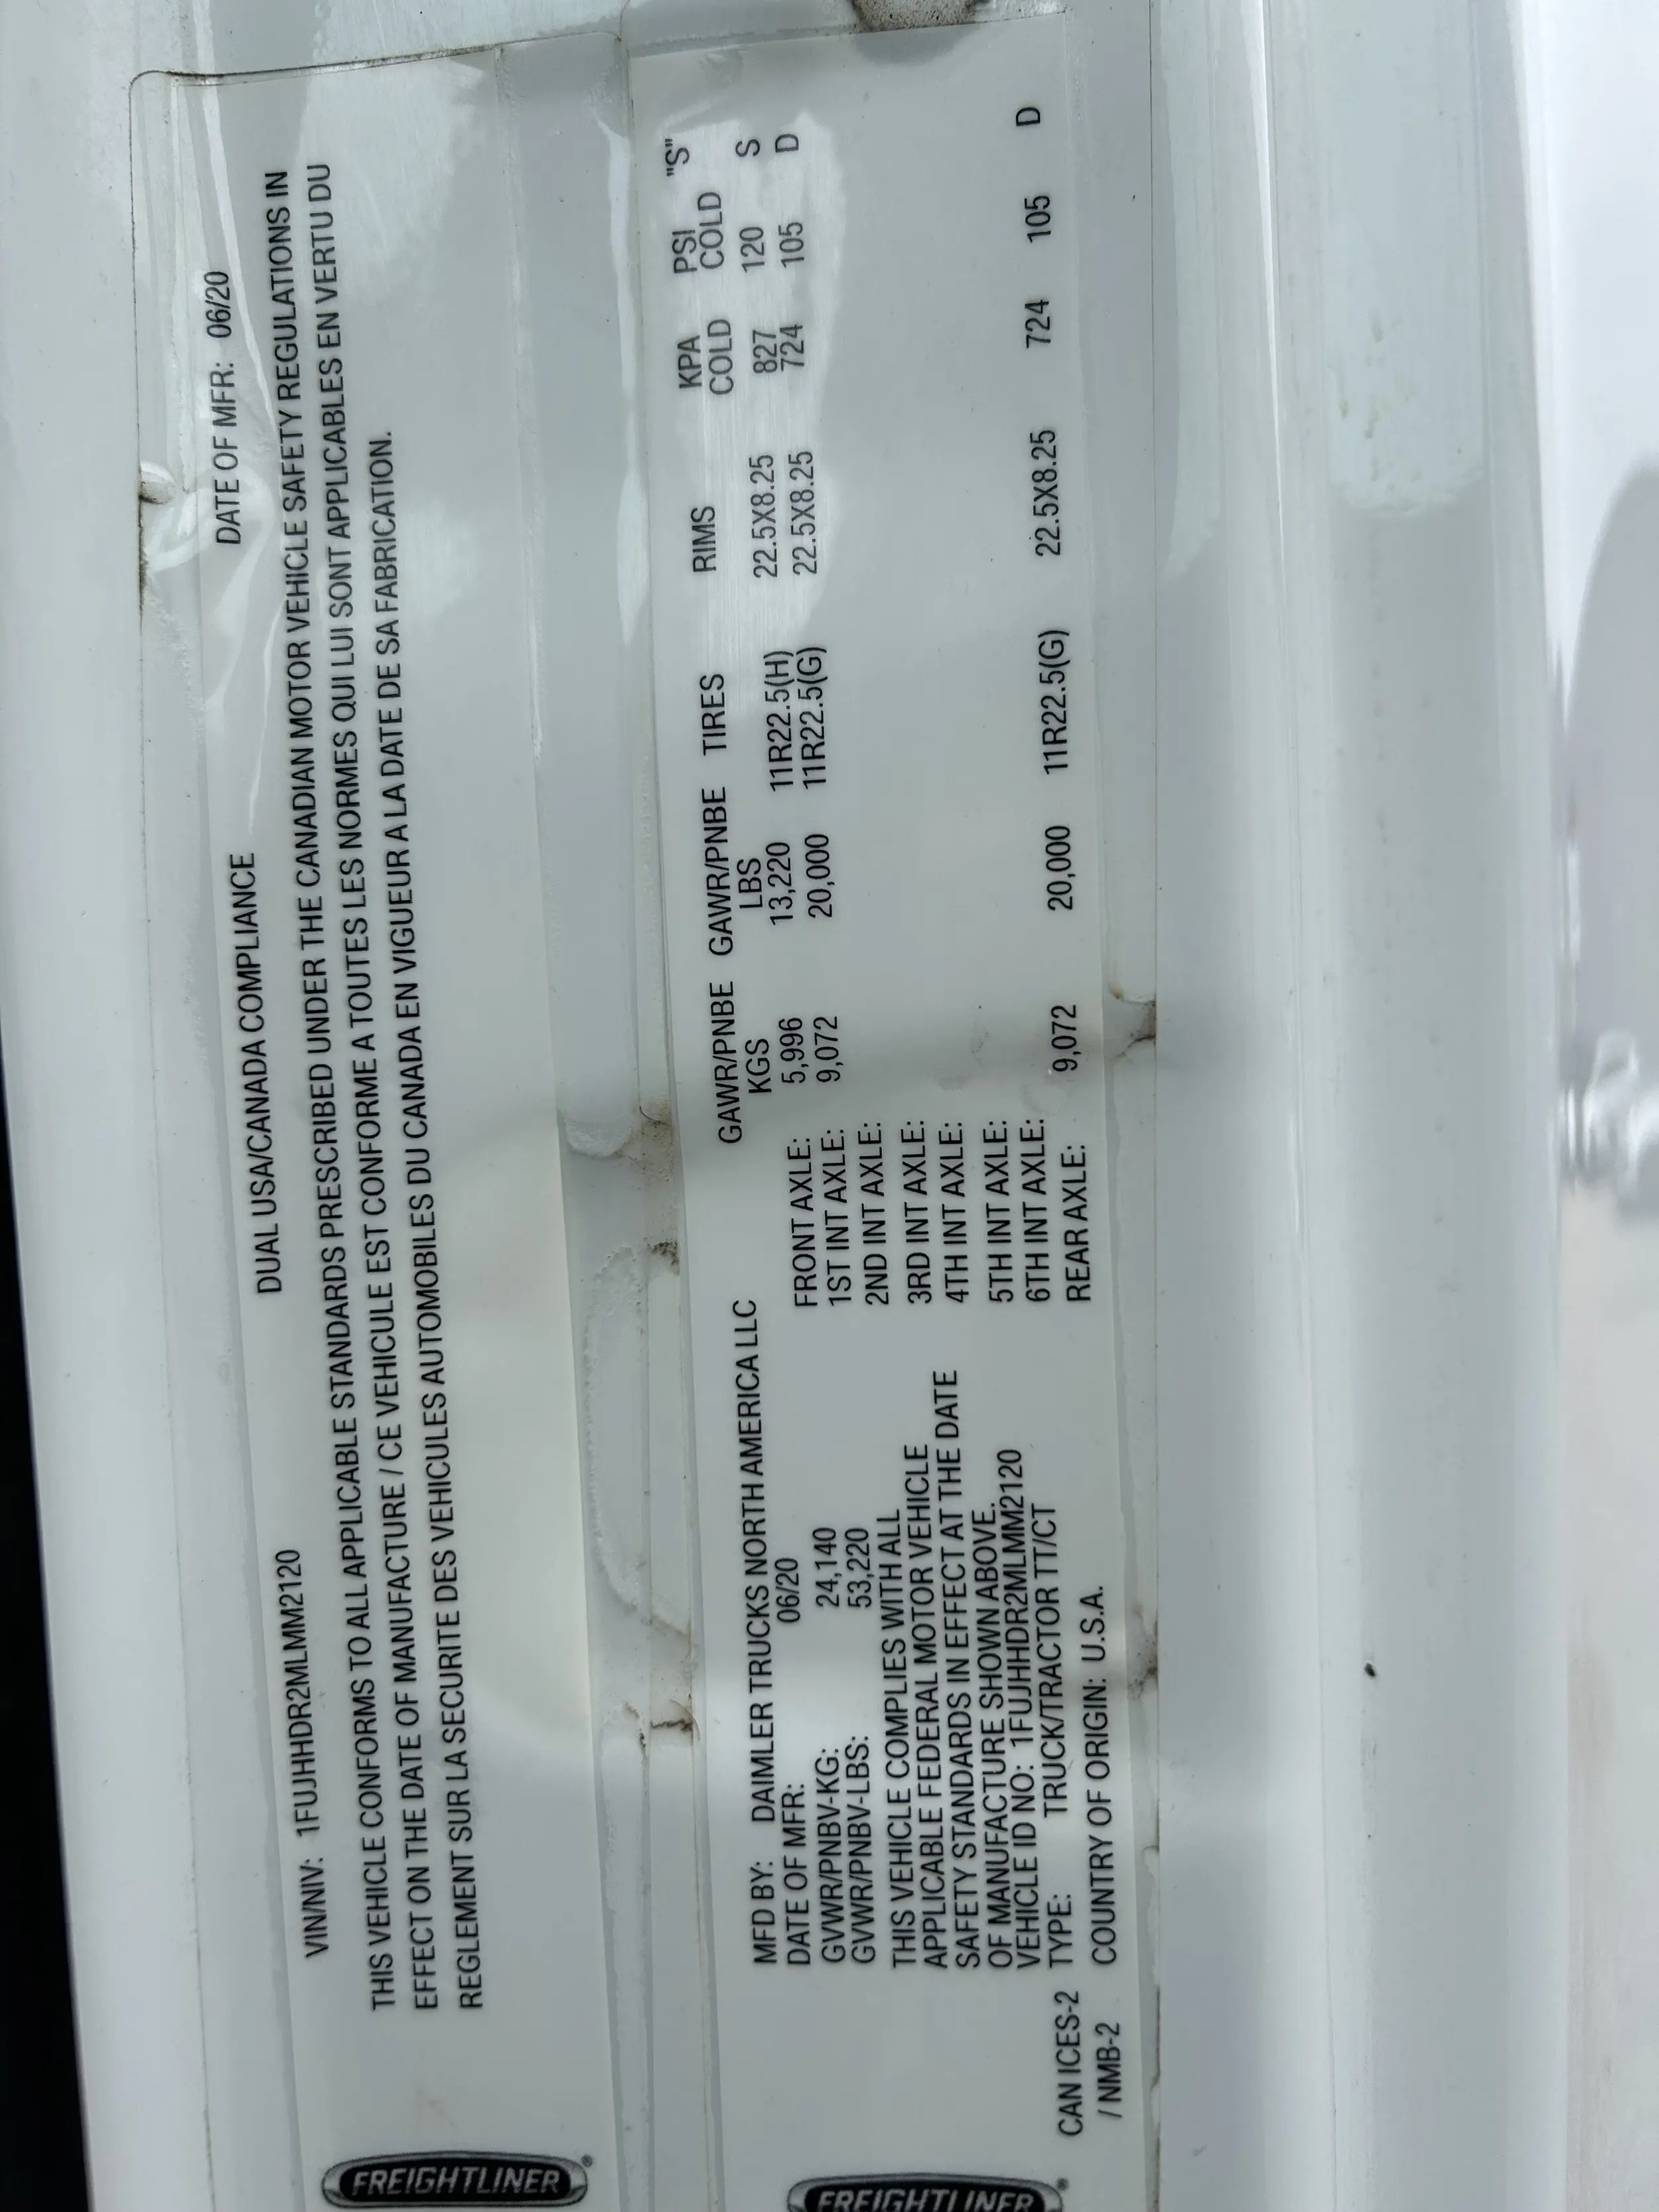 FREIGHTLINER
®
VIN/NIV: 1FUJHHDR2MLMM2120 DUAL USA/CANADA COMPLIANCE DATE OF MFR: 06/20
THIS VEHICLE CONFORMS TO ALL APPLICABLE STANDARDS PRESCRIBED UNDER THE CANADIAN MOTOR VEHICLE SAFETY REGULATIONS IN
EFFECT ON THE DATE OF MANUFACTURE / CE VEHICULE EST CONFORME A TOUTES LES NORMES QUI LUI SONT APPLICABLES EN VERTU DU
REGLEMENT SUR LA SECURITE DES VEHICULES AUTOMOBILES DU CANADA EN VIGUEUR A LA DATE DE SA FABRICATION.
FREIGHTLINER
®
CAN ICES-2
/ NMB-2
MFD BY: DAIMLER TRUCKS NORTH AMERICA LLC
DATE OF MFR: 06/20
GVWR/PNBV-KG: 24,140
GVWR/PNBV-LBS: 53,220
THIS VEHICLE COMPLIES WITH ALL
APPLICABLE FEDERAL MOTOR VEHICLE
SAFETY STANDARDS IN EFFECT AT THE DATE
OF MANUFACTURE SHOWN ABOVE.
VEHICLE ID NO: 1FUJHHDR2MLMM2120
TYPE: TRUCK/TRACTOR TT/CT
COUNTRY OF ORIGIN: U.S.A.
GAWR/PNBE GAWR/PNBE TIRES RIMS KPA PSI "S"
KGS LBS COLD COLD
FRONT AXLE: 5,996 13,220 11R22.5(H) 22.5X8.25 827 120 S
1ST INT AXLE: 9,072 20,000 11R22.5(G) 22.5X8.25 724 105 D
2ND INT AXLE:
3RD INT AXLE:
4TH INT AXLE:
5TH INT AXLE:
6TH INT AXLE:
REAR AXLE: 9,072 20,000 11R22.5(G) 22.5X8.25 724 105 D